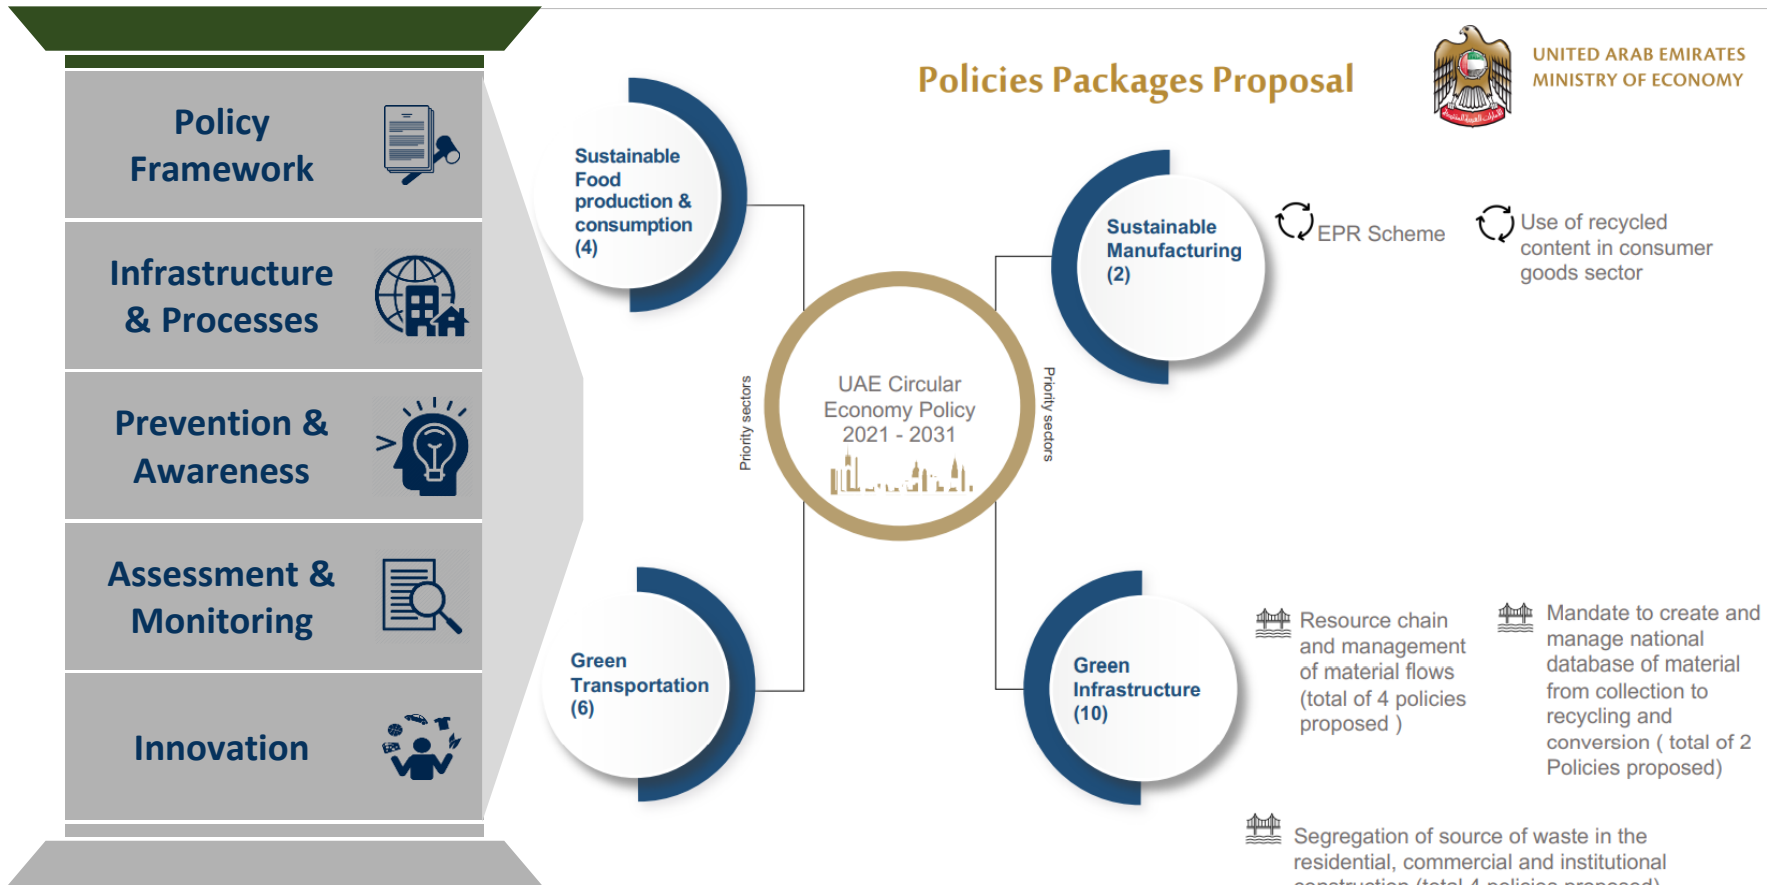 Policies Packages Proposal
UNITED ARAB EMIRATES
MINISTRY OF ECONOMY
Policy
Framework
Infrastructure
& Processes
Prevention &
Awareness
Assessment &
Monitoring
Innovation
Sustainable
Food
production &
consumption
(4)
Sustainable
Manufacturing
(2)
EPR Scheme
Use of recycled
content in consumer
goods sector
Priority sectors
UAE Circular
Economy Policy
2021 - 2031
Priority sectors
Green
Transportation
(6)
Green
Infrastructure
(10)
Resource chain
and management
of material flows
(total of 4 policies
proposed )
Mandate to create and
manage national
database of material
from collection to
recycling and
conversion ( total of 2
Policies proposed)
Segregation of source of waste in the
residential, commercial and institutional
construction (total 4 policies proposed)